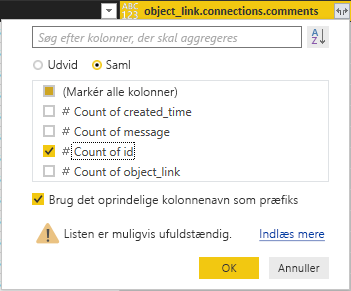 ABC
123
object_link.connections.comments
Søg efter kolonner, der skal aggregeres
A
Z
Udvid
Saml
(Markér alle kolonner)
# Count of created_time
# Count of message
# Count of id
# Count of object_link
Brug det oprindelige kolonnenavn som præfiks
Listen er muligvis ufuldstændig.
Indlæs mere
OK
Annuller